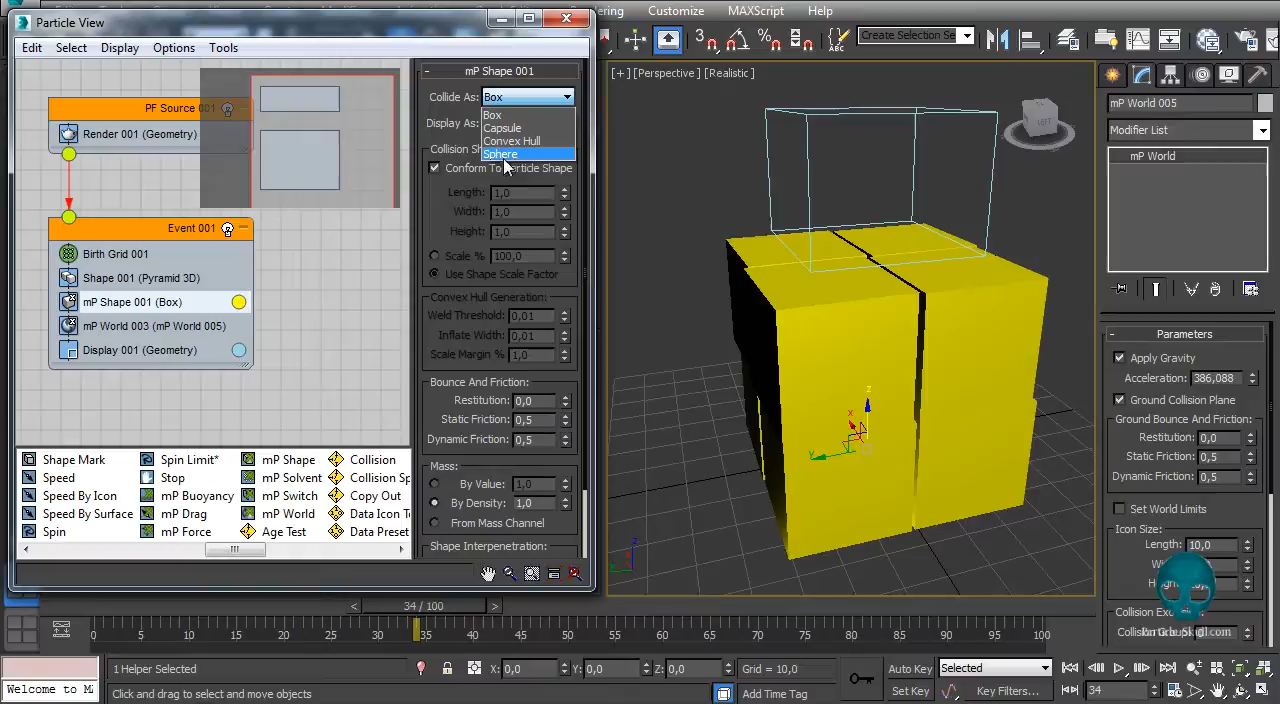 Particle View
Edit Select Display Options Tools
PF Source 001
Render 001 (Geometry)
Event 001
Birth Grid 001
Shape 001 (Pyramid 3D)
mP Shape 001 (Box)
mP World 003 (mP World 005)
Display 001 (Geometry)
Shape Mark Spin Limit* mP Shape Collision
Speed Stop mP Solvent Collision Sp
Speed By Icon mP Buoyancy mP Switch Copy Out
Speed By Surface mP Drag mP World Data Icon T
Spin mP Force Age Test Data Preset
mP Shape 001
Collide As: Box
Box
Capsule
Convex Hull
Sphere
Display As:
Collision Sh
Conform To Particle Shape
Length: 1,0
Width: 1,0
Height: 1,0
Scale % 100,0
Use Shape Scale Factor
Convex Hull Generation:
Weld Threshold: 0,01
Inflate Width: 0,01
Scale Margin % 1,0
Bounce And Friction:
Restitution: 0,0
Static Friction: 0,5
Dynamic Friction: 0,5
Mass:
By Value: 1,0
By Density: 1,0
From Mass Channel
Shape Interpenetration:
Customize MAXScript Help
3 % ABC Create Selection Se
[+] [Perspective] [Realistic]
LEFT
z
x
y
z
mP World 005
Modifier List
mP World
Parameters
Apply Gravity
Acceleration: 386,088
Ground Collision Plane
Ground Bounce And Friction:
Restitution: 0,0
Static Friction: 0,5
Dynamic Friction: 0,5
Set World Limits
Icon Size:
Length: 10,0
Collision
< 34 / 100 >
0 5 10 15 20 25 30 35 40 45 50 55 60 65 70 75 80 85 90 95 100
1 Helper Selected X: 0,0 Y: 0,0 Z: 0,0 Grid = 10,0 Auto Key Selected
Welcome to M Click and drag to select and move objects Add Time Tag Set Key Key Filters... 34